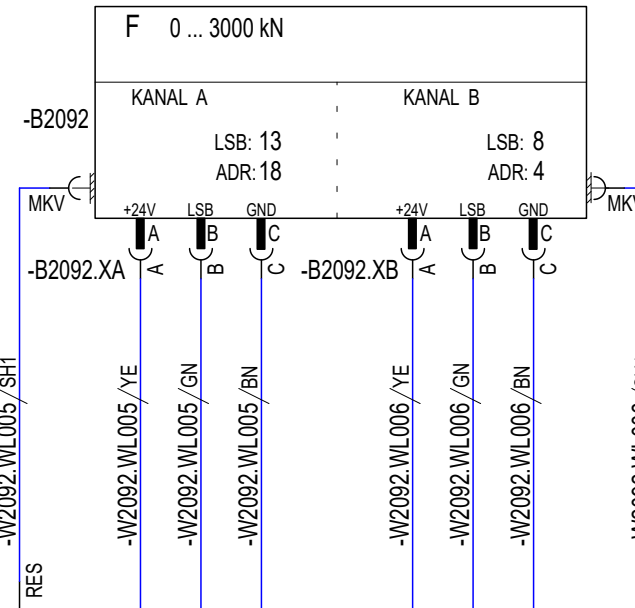 F 0 ... 3000 kN
KANAL A
KANAL B
-B2092
LSB: 13
LSB: 8
ADR: 18
ADR: 4
MKV
MKV
+24V LSB GND
+24V LSB GND
A B C
A B C
-B2092.XA A B C
-B2092.XB A B C
-W2092.WL005 /SH1
-W2092.WL005 /YE
-W2092.WL005 /GN
-W2092.WL005 /BN
-W2092.WL006 /YE
-W2092.WL006 /GN
-W2092.WL006 /BN
RES